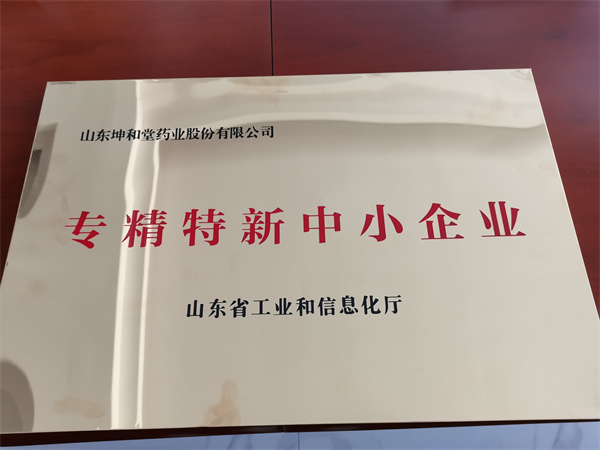 山东坤和堂药业股份有限公司
专精特新中小企业
山东省工业和信息化厅